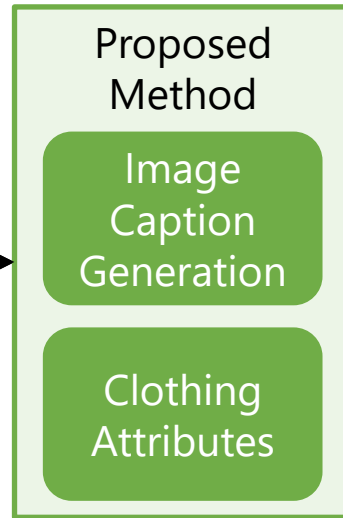 Proposed
Method
Image
Caption
Generation
Clothing
Attributes